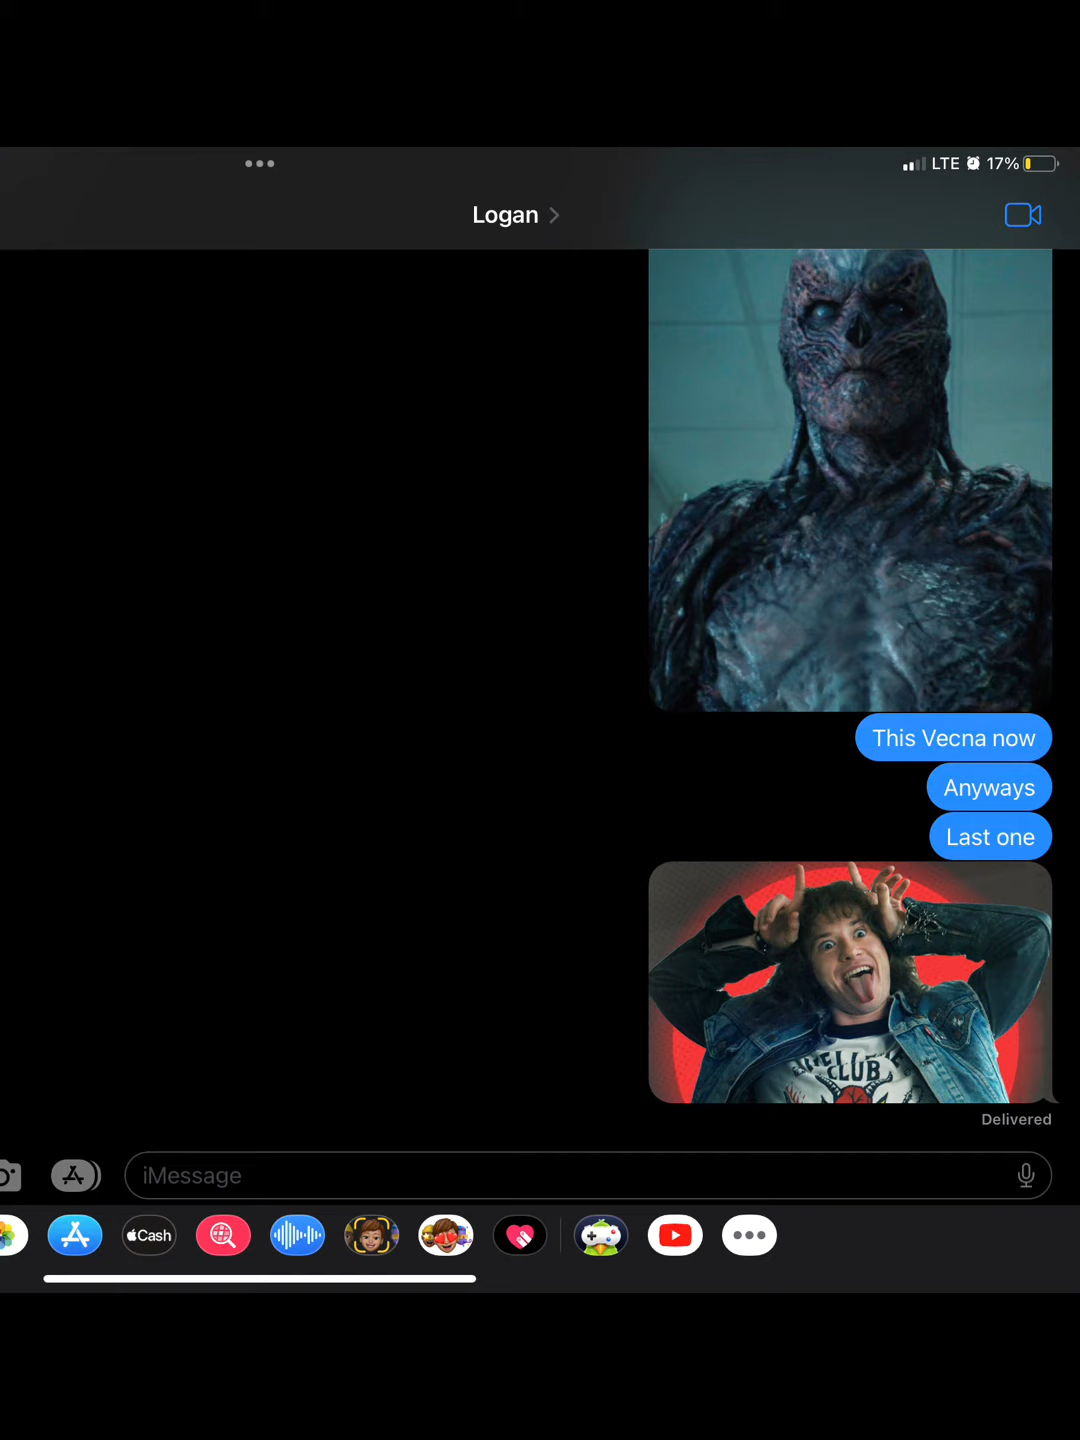 LTE 17%
Logan
This Vecna now
Anyways
Last one
CLUB
Delivered
iMessage
Cash